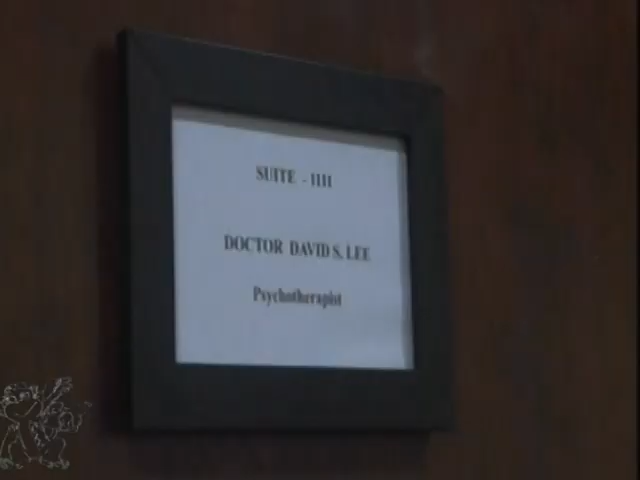 SUITE - 1111
DOCTOR DAVID S. LEE
Psychotherapist